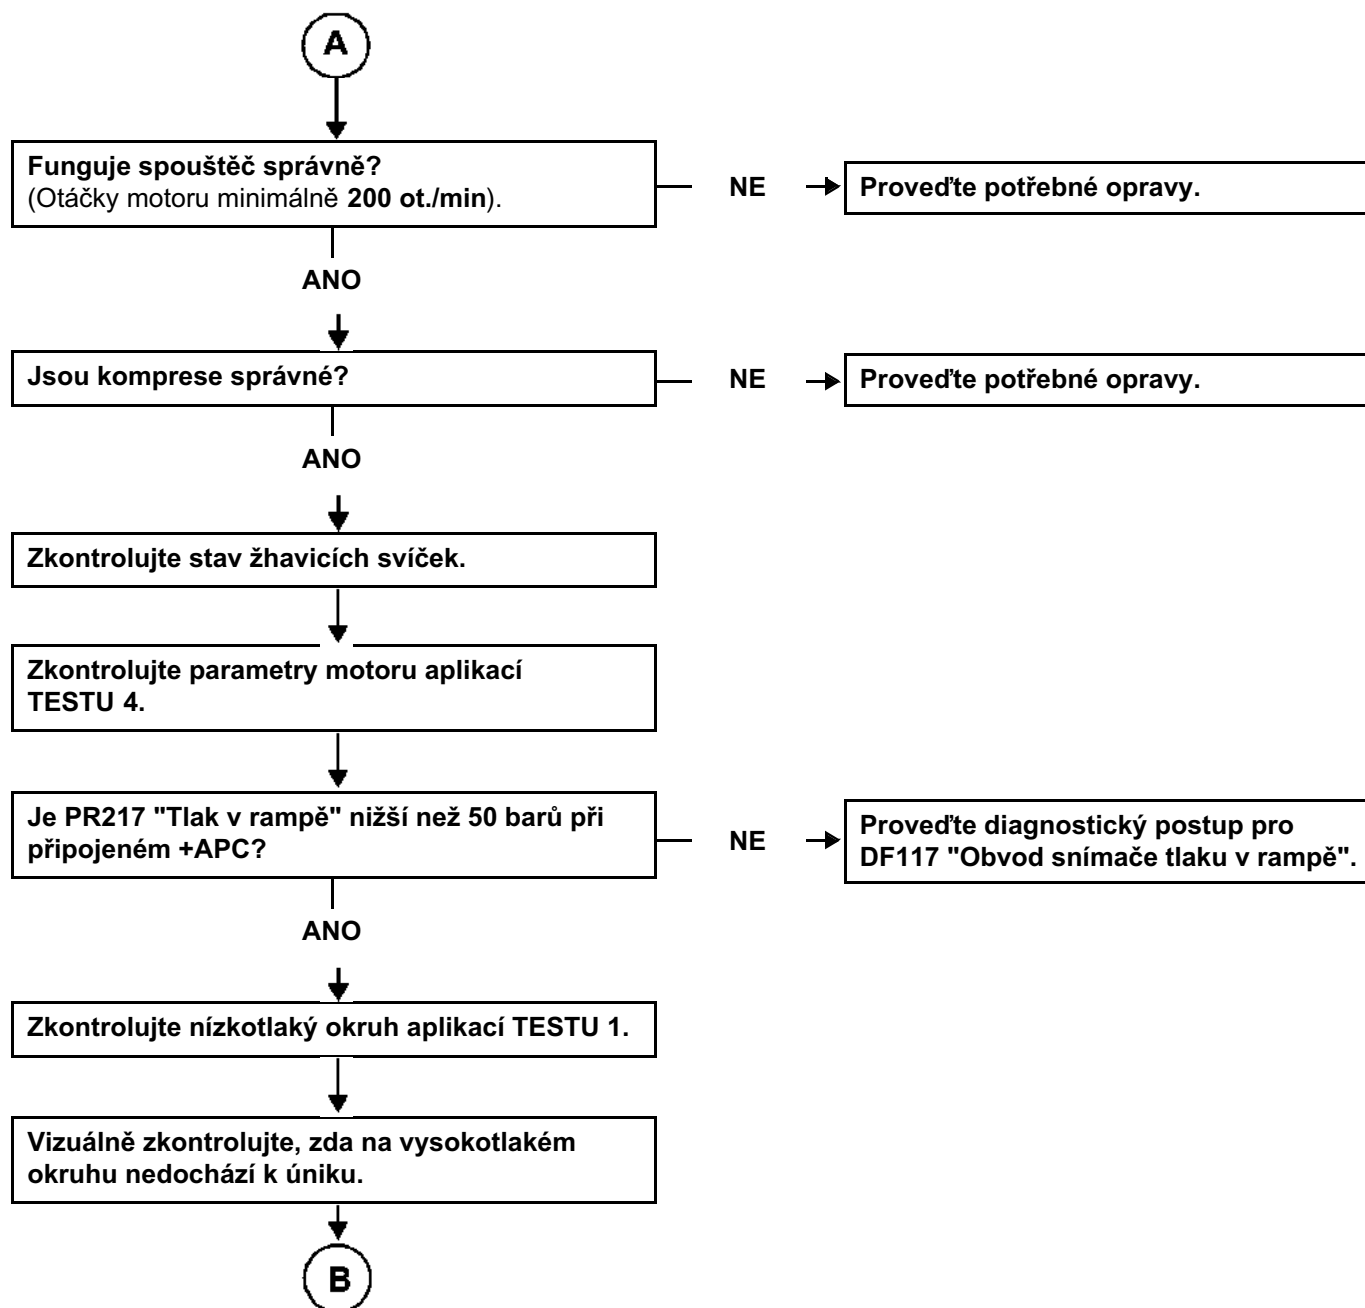 A
Funguje spouštěč správně?
(Otáčky motoru minimálně 200 ot./min).
NE
Proveďte potřebné opravy.
ANO
Jsou komprese správné?
NE
Proveďte potřebné opravy.
ANO
Zkontrolujte stav žhavicích svíček.
Zkontrolujte parametry motoru aplikací
TESTU 4.
Je PR217 "Tlak v rampě" nižší než 50 barů při
připojeném +APC?
NE
Proveďte diagnostický postup pro
DF117 "Obvod snímače tlaku v rampě".
ANO
Zkontrolujte nízkotlaký okruh aplikací TESTU 1.
Vizuálně zkontrolujte, zda na vysokotlakém
okruhu nedochází k úniku.
B